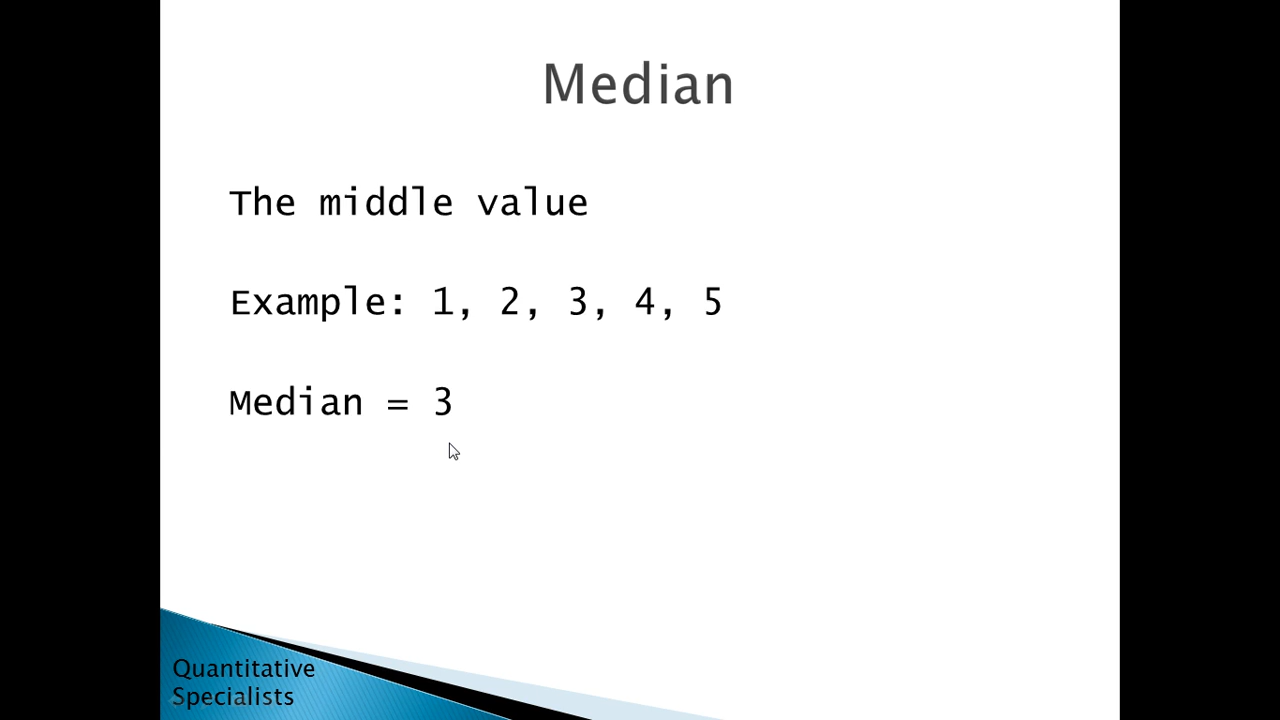 Median
The middle value
Example: 1, 2, 3, 4, 5
Median = 3
Quantitative
Specialists